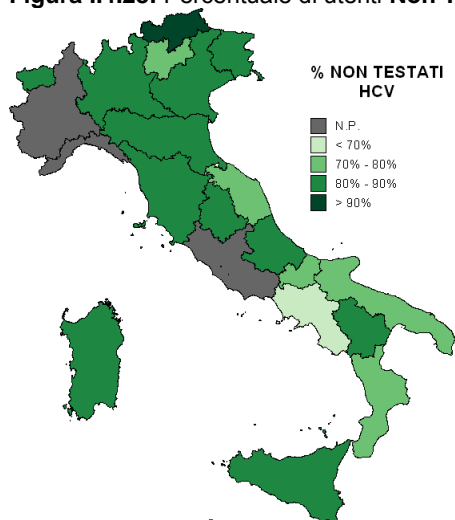 Percentuale di utenti Non
% NON TESTATI
HCV
N.P.
< 70%
70% - 80%
80% - 90%
> 90%